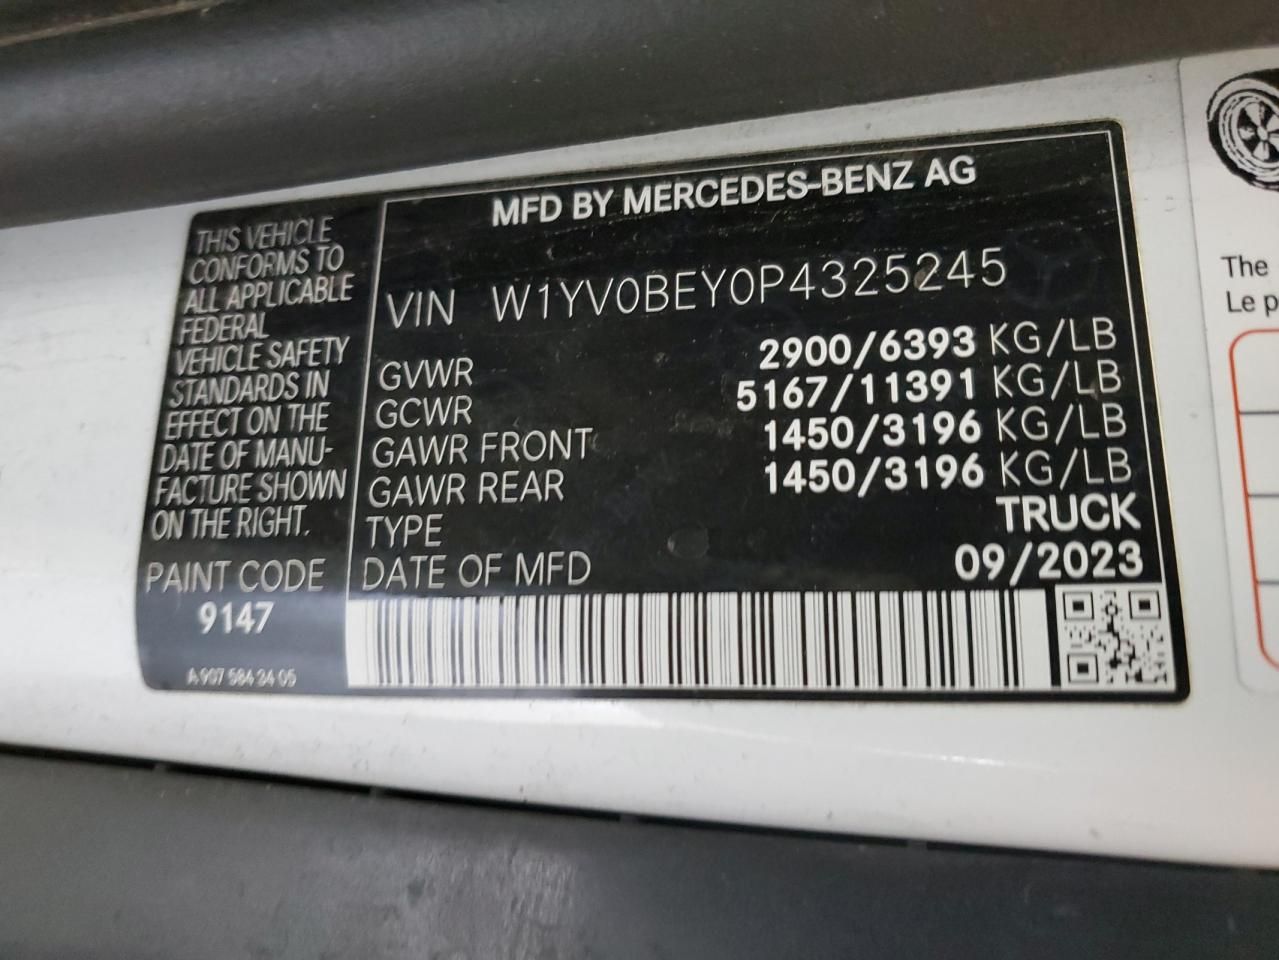 MFD BY MERCEDES-BENZ AG
THIS VEHICLE
CONFORMS TO
ALL APPLICABLE
FEDERAL
VEHICLE SAFETY
STANDARDS IN
EFFECT ON THE
DATE OF MANU-
FACTURE SHOWN
ON THE RIGHT.
PAINT CODE
9147
A 907 584 34 05
VIN W1YV0BEY0P4325245
GVWR 2900/6393 KG/LB
GCWR 5167/11391 KG/LB
GAWR FRONT 1450/3196 KG/LB
GAWR REAR 1450/3196 KG/LB
TYPE TRUCK
DATE OF MFD 09/2023
The
Le p